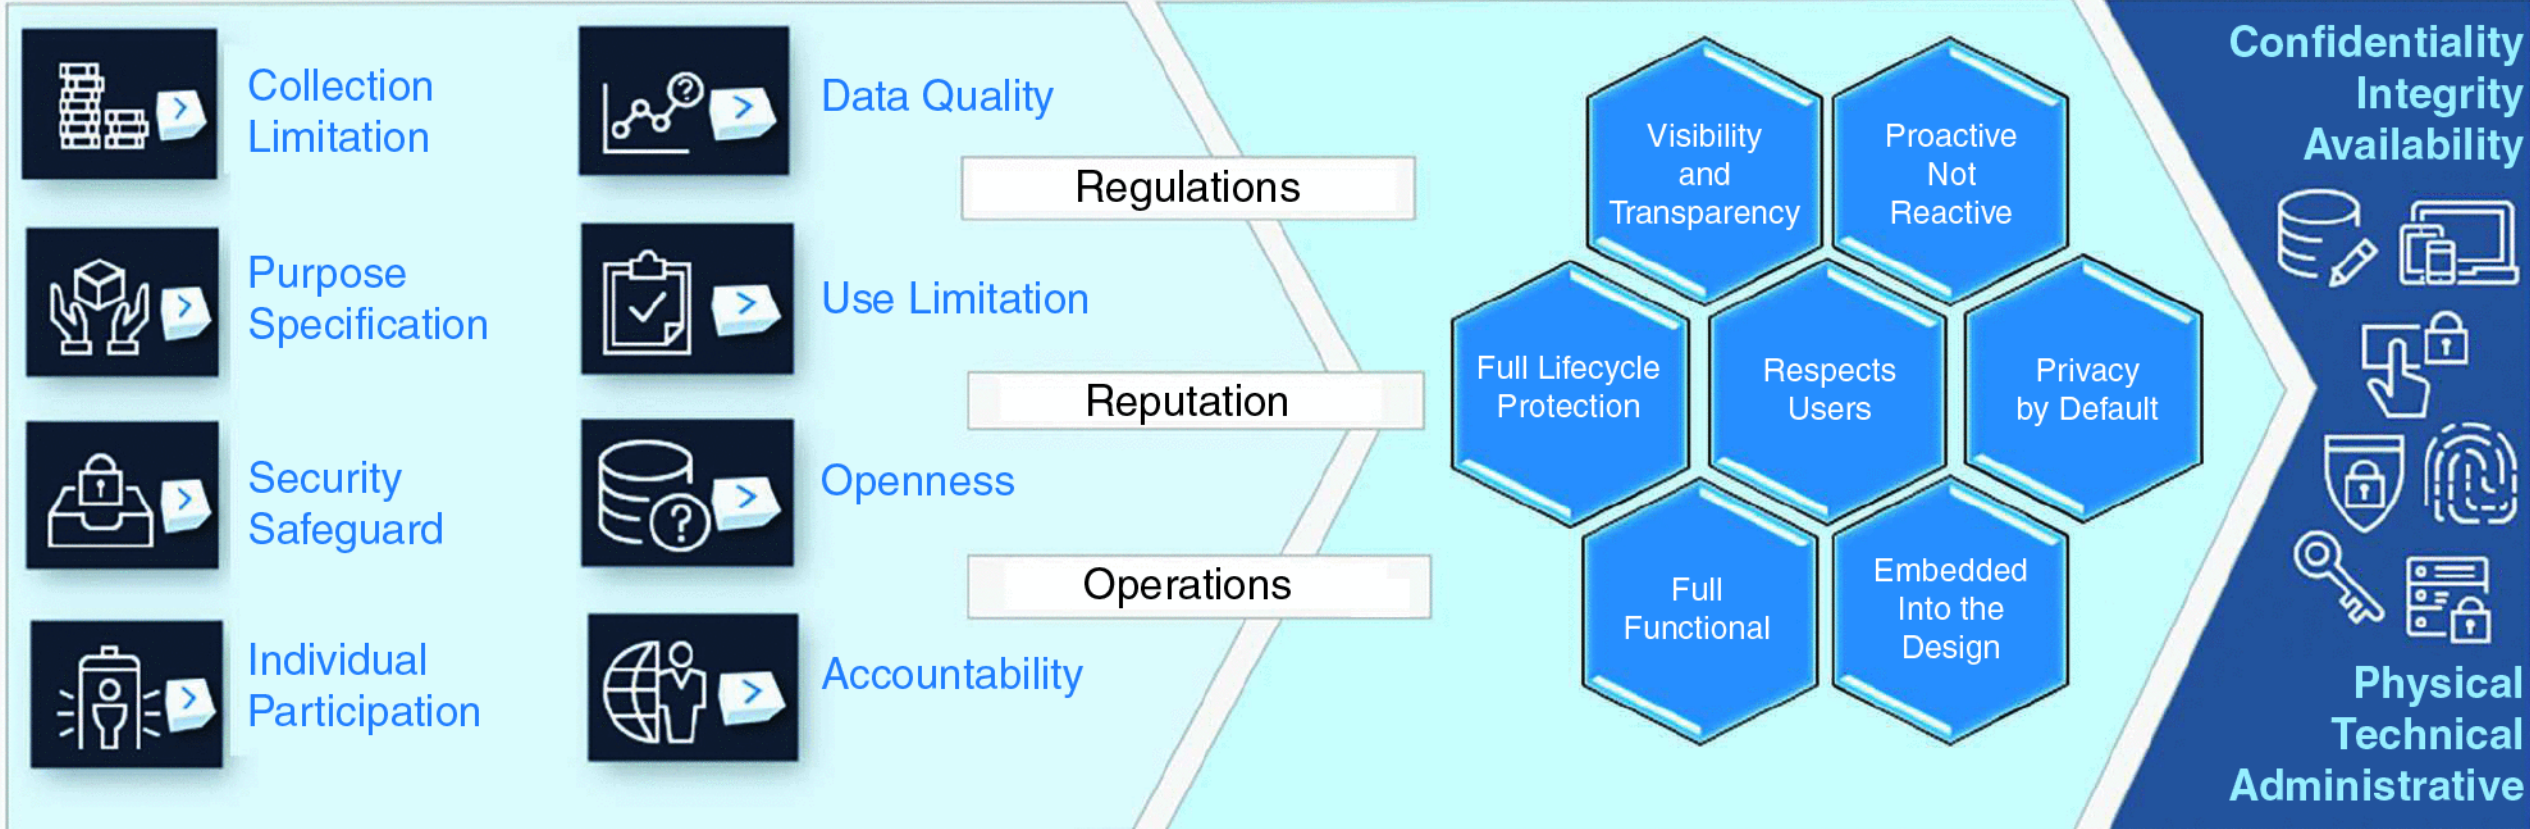 Collection
Limitation
Data Quality
Purpose
Specification
Use Limitation
Security
Safeguard
Openness
Individual
Participation
Accountability
Regulations
Reputation
Operations
Visibility
and
Transparency
Proactive
Not
Reactive
Full Lifecycle
Protection
Respects
Users
Privacy
by Default
Full
Functional
Embedded
Into the
Design
Confidentiality
Integrity
Availability
Physical
Technical
Administrative